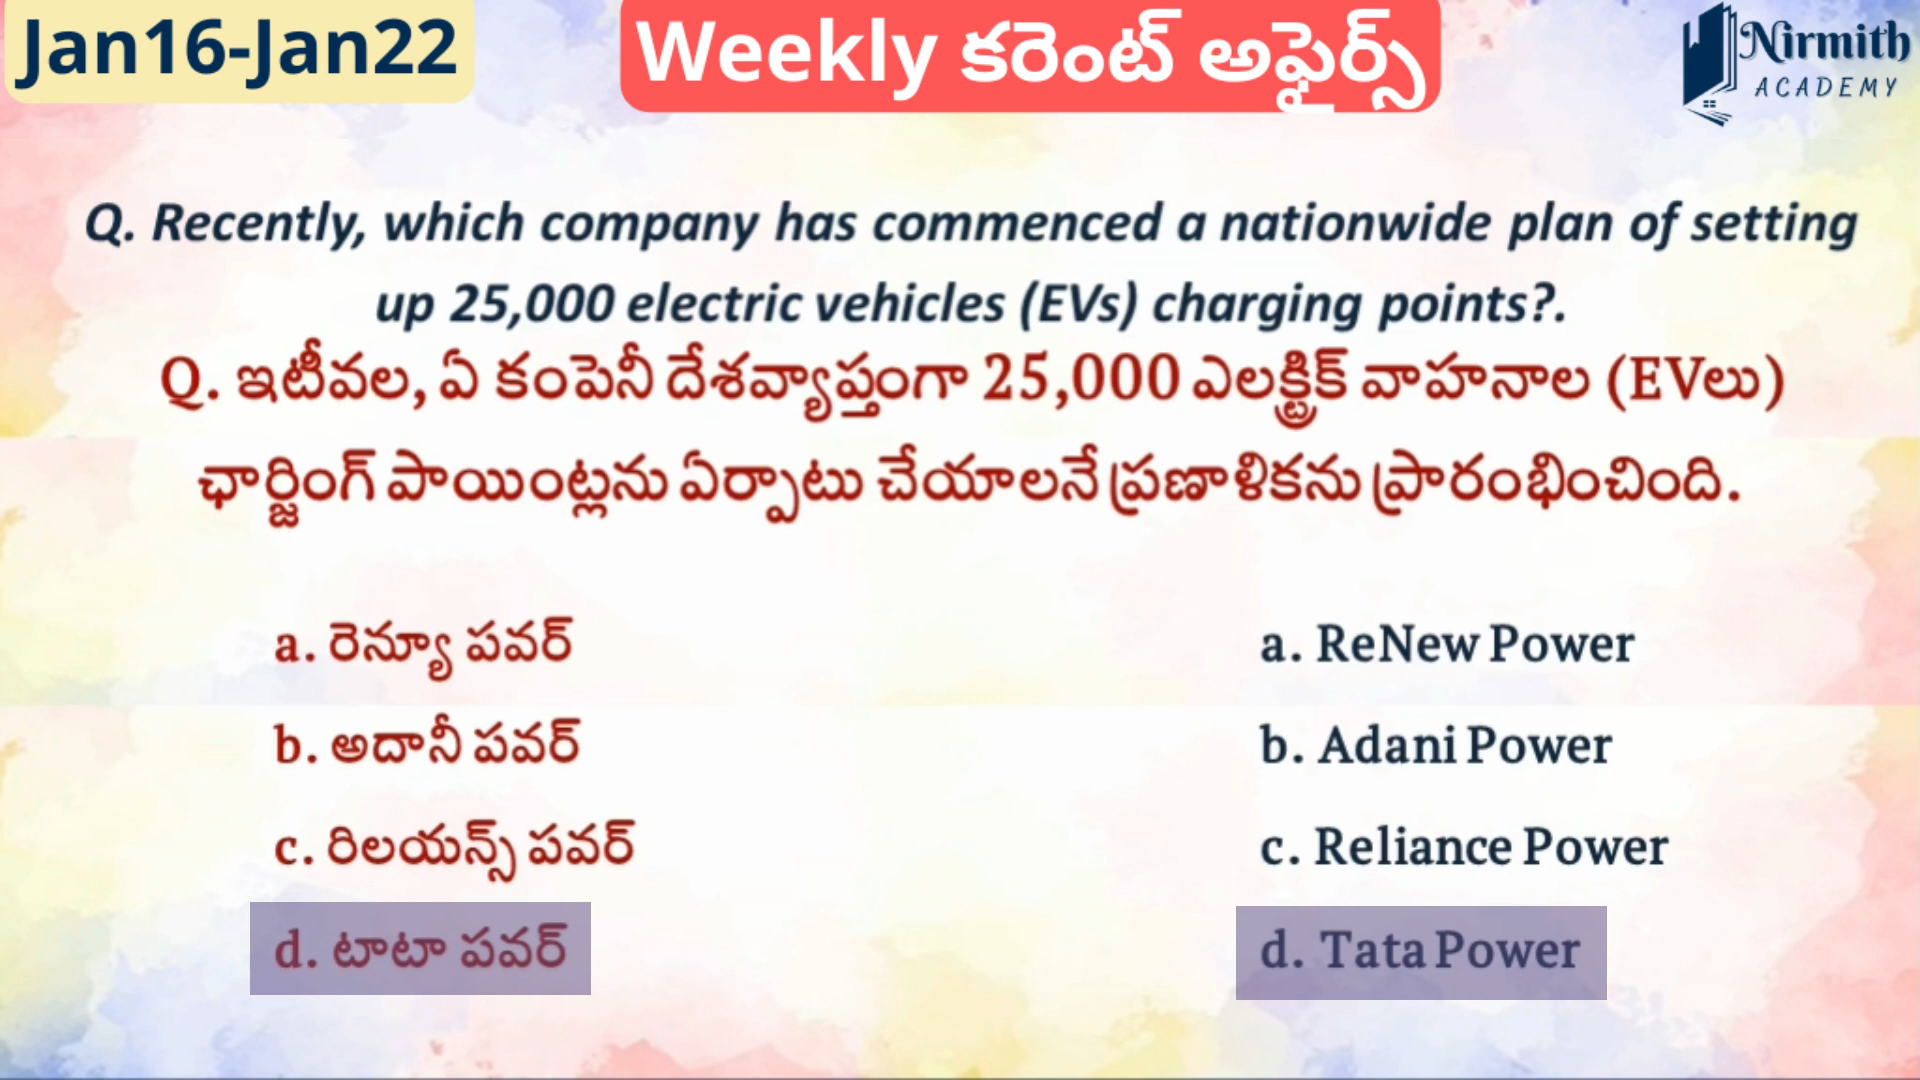 Jan16-Jan22
Weekly కరెంట్ అఫైర్స్
Nirmith
ACADEMY
Q. Recently, which company has commenced a nationwide plan of setting
up 25,000 electric vehicles (EVs) charging points?.
Q. ఇటీవల, ఏ కంపెనీ దేశవ్యాప్తంగా 25,000 ఎలక్ట్రిక్ వాహనాల (EVలు)
ఛార్జింగ్ పాయింట్లను ఏర్పాటు చేయాలనే ప్రణాళికను ప్రారంభించింది.
a. రెన్యూ పవర్
b. అదానీ పవర్
c. రిలయన్స్ పవర్
d. టాటా పవర్
a. ReNew Power
b. Adani Power
c. Reliance Power
d. Tata Power